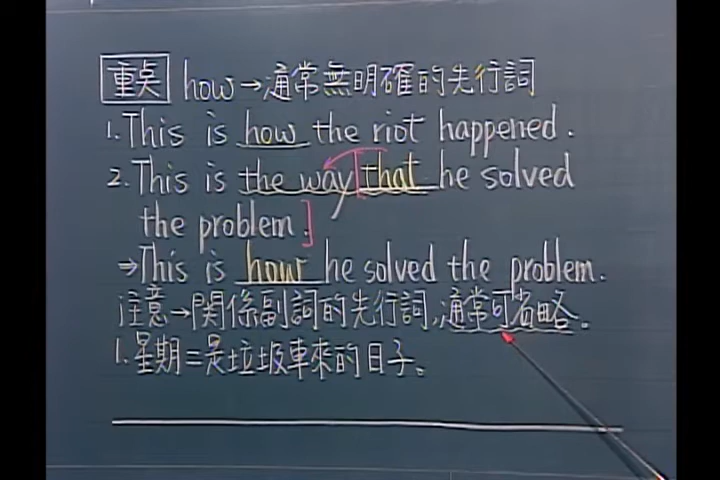 重点 how→通常無明確的先行詞
1. This is how the riot happened.
2. This is the way that he solved
the problem.
⇒This is how he solved the problem.
注意→関係副詞的先行詞,通常可省略。
1. 星期二是垃圾車來的日子。